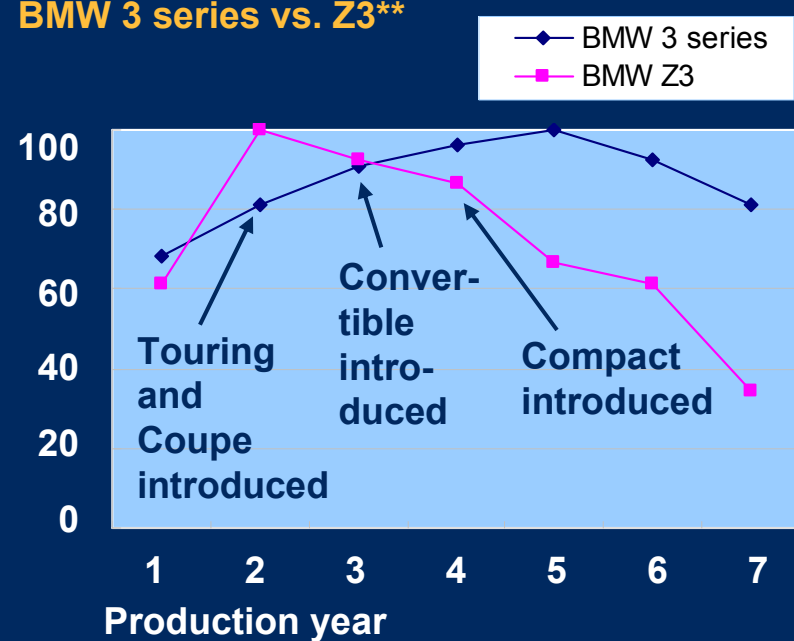 BMW 3 series vs. Z3**
BMW 3 series
BMW Z3
100
80
60
40
20
0
Touring
and
Coupe
introduced
Conver-
tible
intro-
duced
Compact
introduced
1 2 3 4 5 6 7
Production year